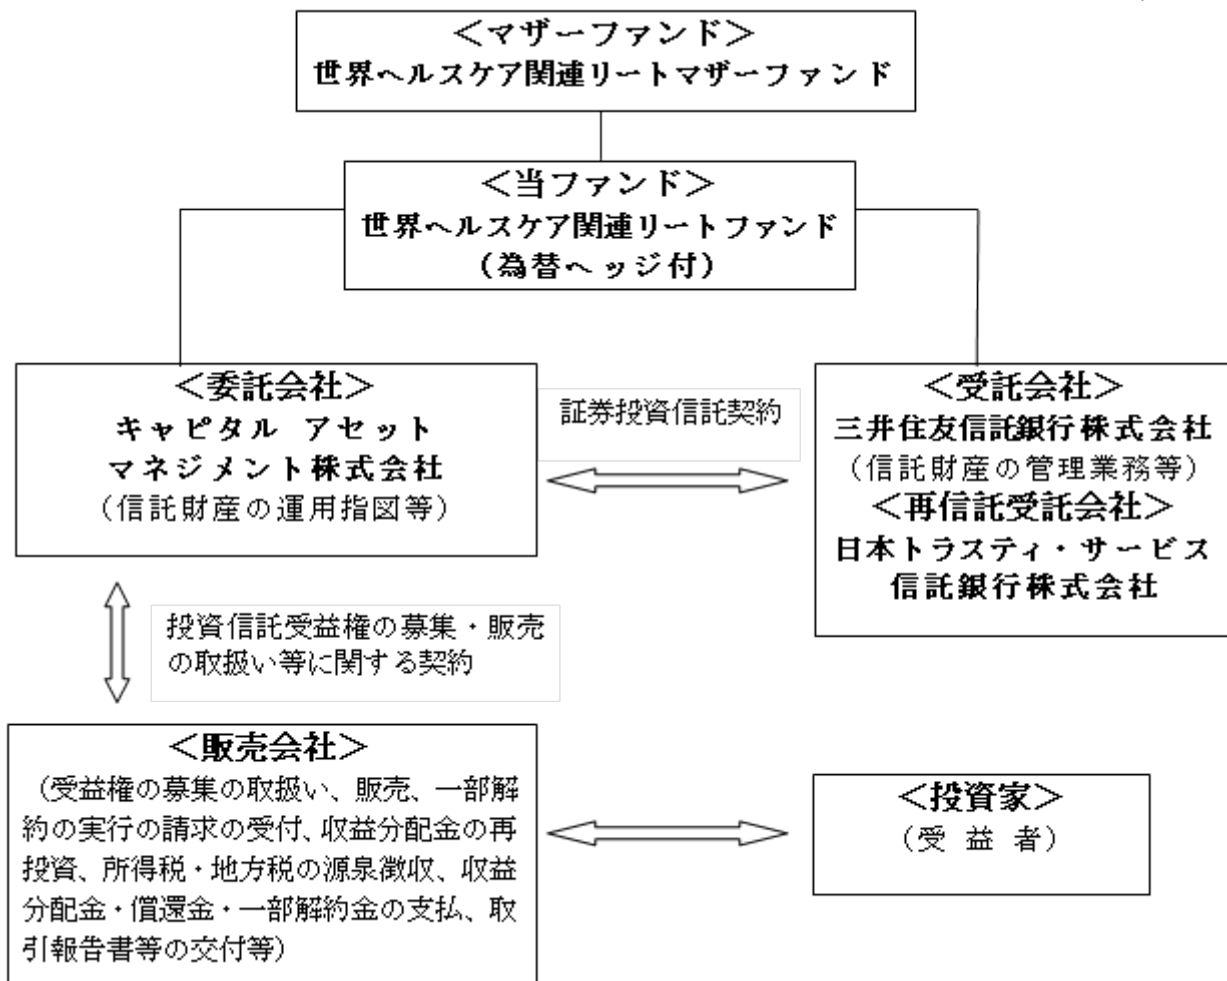 ＜マザーファンド＞
世界ヘルスケア関連リートマザーファンド
＜当ファンド＞
世界ヘルスケア関連リートファンド
（為替ヘッジ付）
＜委託会社＞
キャピタル アセット
マネジメント株式会社
（信託財産の運用指図等）
証券投資信託契約
＜受託会社＞
三井住友信託銀行株式会社
（信託財産の管理業務等）
＜再信託受託会社＞
日本トラスティ・サービス
信託銀行株式会社
投資信託受益権の募集・販売
の取扱い等に関する契約
＜販売会社＞
（受益権の募集の取扱い、販売、一部解
約の実行の請求の受付、収益分配金の再
投資、所得税・地方税の源泉徴収、収益
分配金・償還金・一部解約金の支払、取
引報告書等の交付等）
＜投資家＞
（受 益 者）